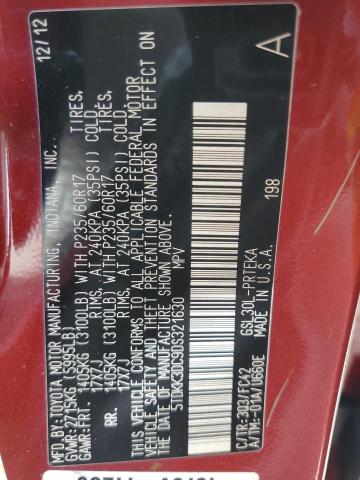 MFD. BY: TOYOTA MOTOR MANUFACTURING, INDIANA, INC. 12/12
GVWR: 2715KG (5995LB)
GAWR: FRT. 1405KG (3100LB) WITH P235/60R17 TIRES,
17X7J RIMS, AT 240KPA (35PSI) COLD
RR. 1405KG (3100LB) WITH P235/60R17 TIRES,
17X7J RIMS, AT 240KPA (35PSI) COLD
THIS VEHICLE CONFORMS TO ALL APPLICABLE FEDERAL MOTOR
VEHICLE SAFETY AND THEFT PREVENTION STANDARDS IN EFFECT
ON THE DATE OF MANUFACTURE SHOWN ABOVE.
5TDKK3DC9DS321630 MPV
198 A
C/TR: 3Q3/FC42 GSL30L-PRTEKA
A/TM: -01A/U660E MADE IN U.S.A.